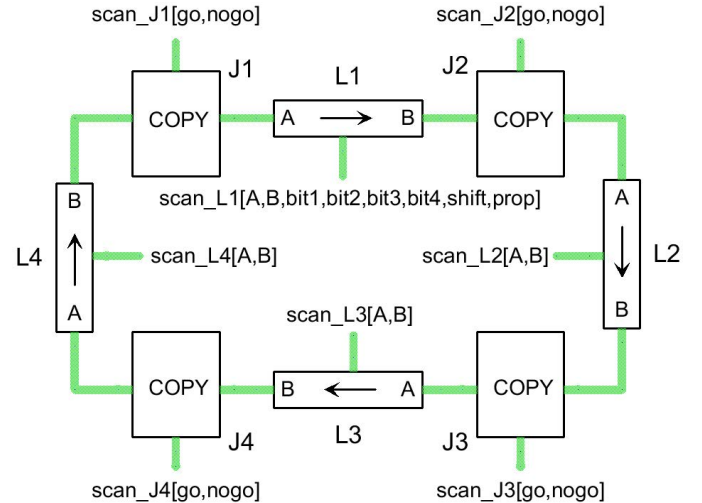 scan_J1[go,nogo]
scan_J2[go,nogo]
J1
L1
J2
COPY
A
B
COPY
scan_L1[A,B,bit1,bit2,bit3,bit4,shift,prop]
B
A
L4
scan_L4[A,B]
scan_L2[A,B]
L2
A
B
scan_L3[A,B]
COPY
B
A
COPY
J4
L3
J3
scan_J4[go,nogo]
scan_J3[go,nogo]